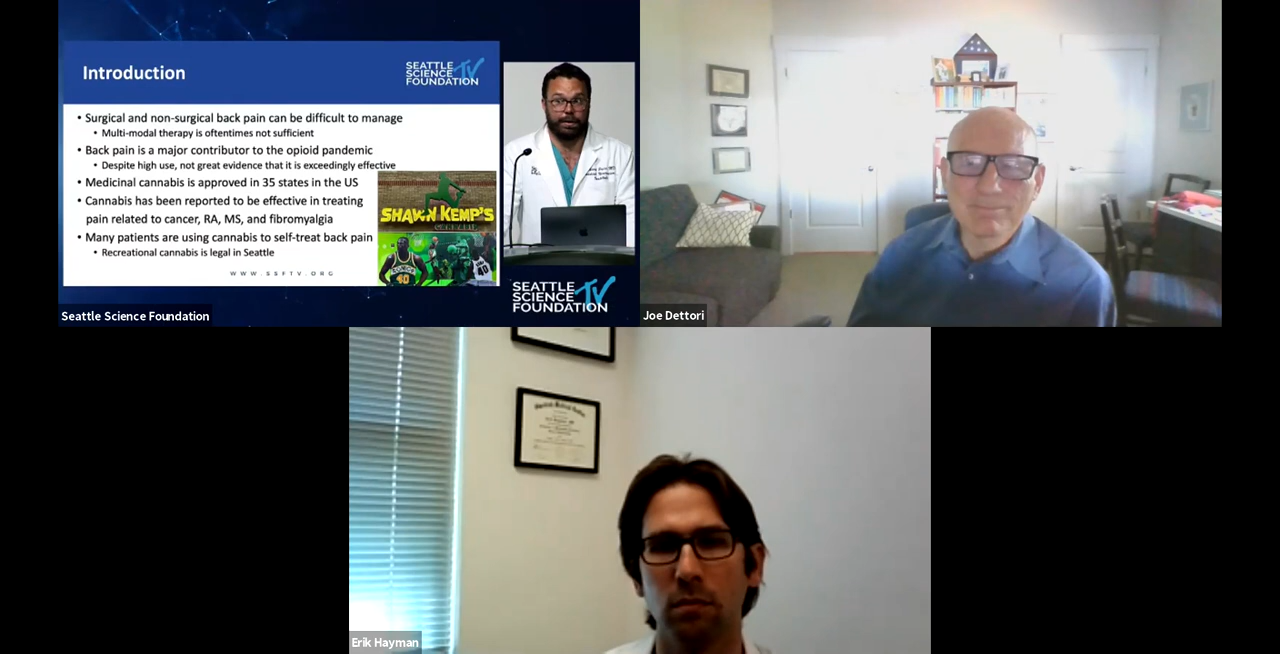 Introduction
SEATTLE
SCIENCE TV
FOUNDATION
• Surgical and non-surgical back pain can be difficult to manage
• Multi-modal therapy is oftentimes not sufficient
• Back pain is a major contributor to the opioid pandemic
• Despite high use, not great evidence that it is exceedingly effective
• Medicinal cannabis is approved in 35 states in the US
• Cannabis has been reported to be effective in treating
pain related to cancer, RA, MS, and fibromyalgia
• Many patients are using cannabis to self-treat back pain
• Recreational cannabis is legal in Seattle
SHAWN KEMP'S
CANNABIS
40
40
WWW.SSFTV.ORG
SEATTLE
SCIENCE TV
FOUNDATION
Seattle Science Foundation
Joe Dettori
Erik Hayman